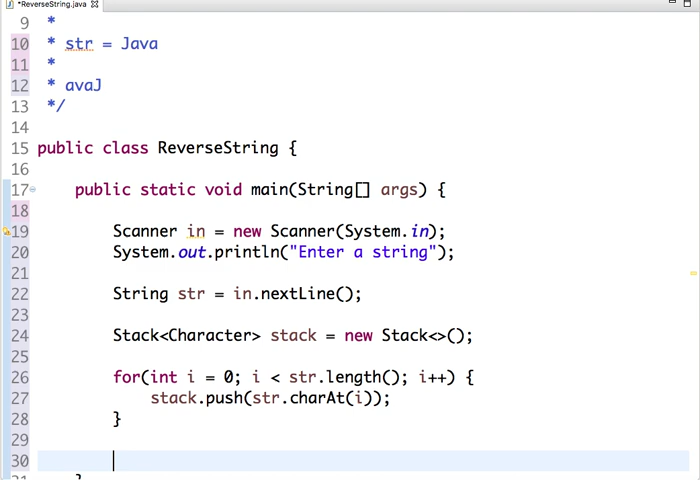 *ReverseString.java
9 *
10 * str = Java
11 *
12 * avaJ
13 */
14
15 public class ReverseString {
16
17 public static void main(String[] args) {
18
19 Scanner in = new Scanner(System.in);
20 System.out.println("Enter a string");
21
22 String str = in.nextLine();
23
24 Stack<Character> stack = new Stack<>();
25
26 for(int i = 0; i < str.length(); i++) {
27 stack.push(str.charAt(i));
28 }
29
30